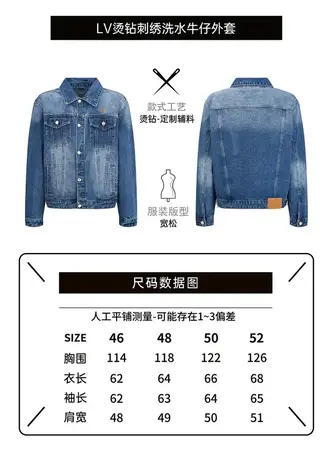 LV烫钻刺绣洗水牛仔外套
款式工艺
烫钻-定制辅料
服装版型
宽松
尺码数据图
人工平铺测量-可能存在1~3偏差
SIZE 46 48 50 52
胸围 114 118 122 126
衣长 62 64 66 68
袖长 62 63 64 65
肩宽 48 49 50 51